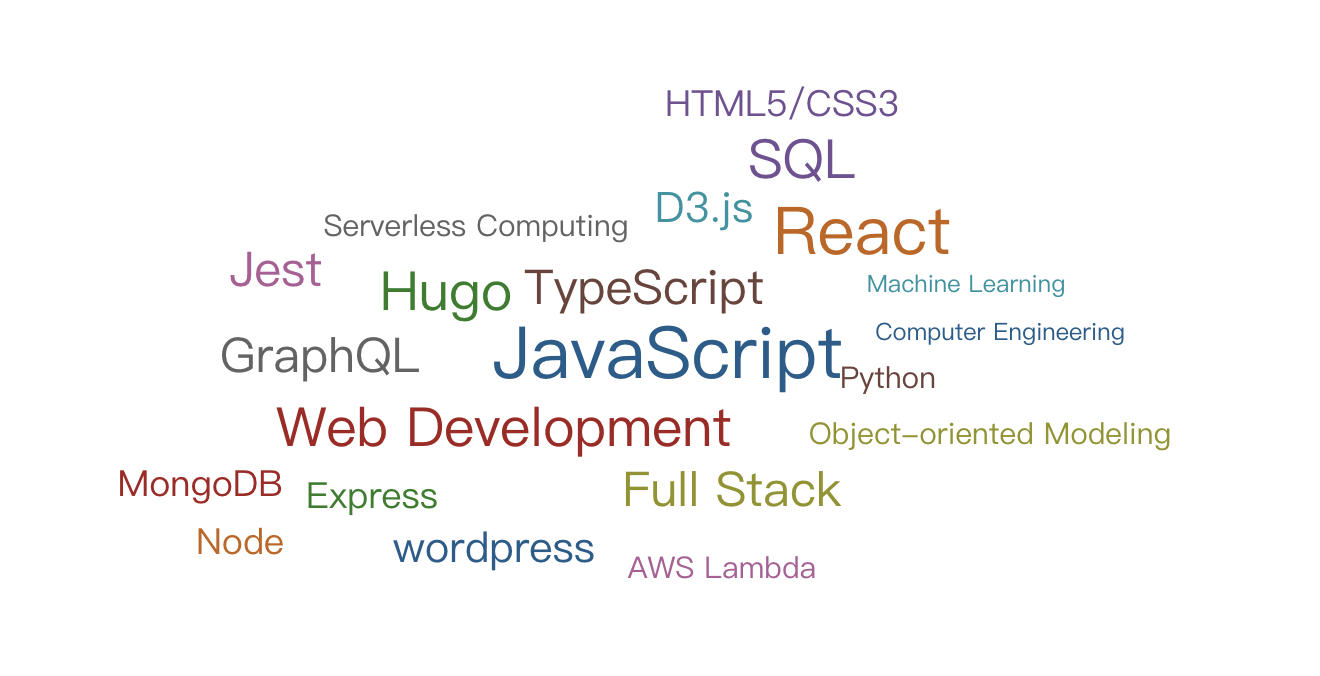 HTML5/CSS3
SQL
D3.js
Serverless Computing
React
Jest
Hugo
TypeScript
Machine Learning
Computer Engineering
GraphQL
JavaScript
Python
Web Development
Object-oriented Modeling
MongoDB
Express
Full Stack
Node
wordpress
AWS Lambda